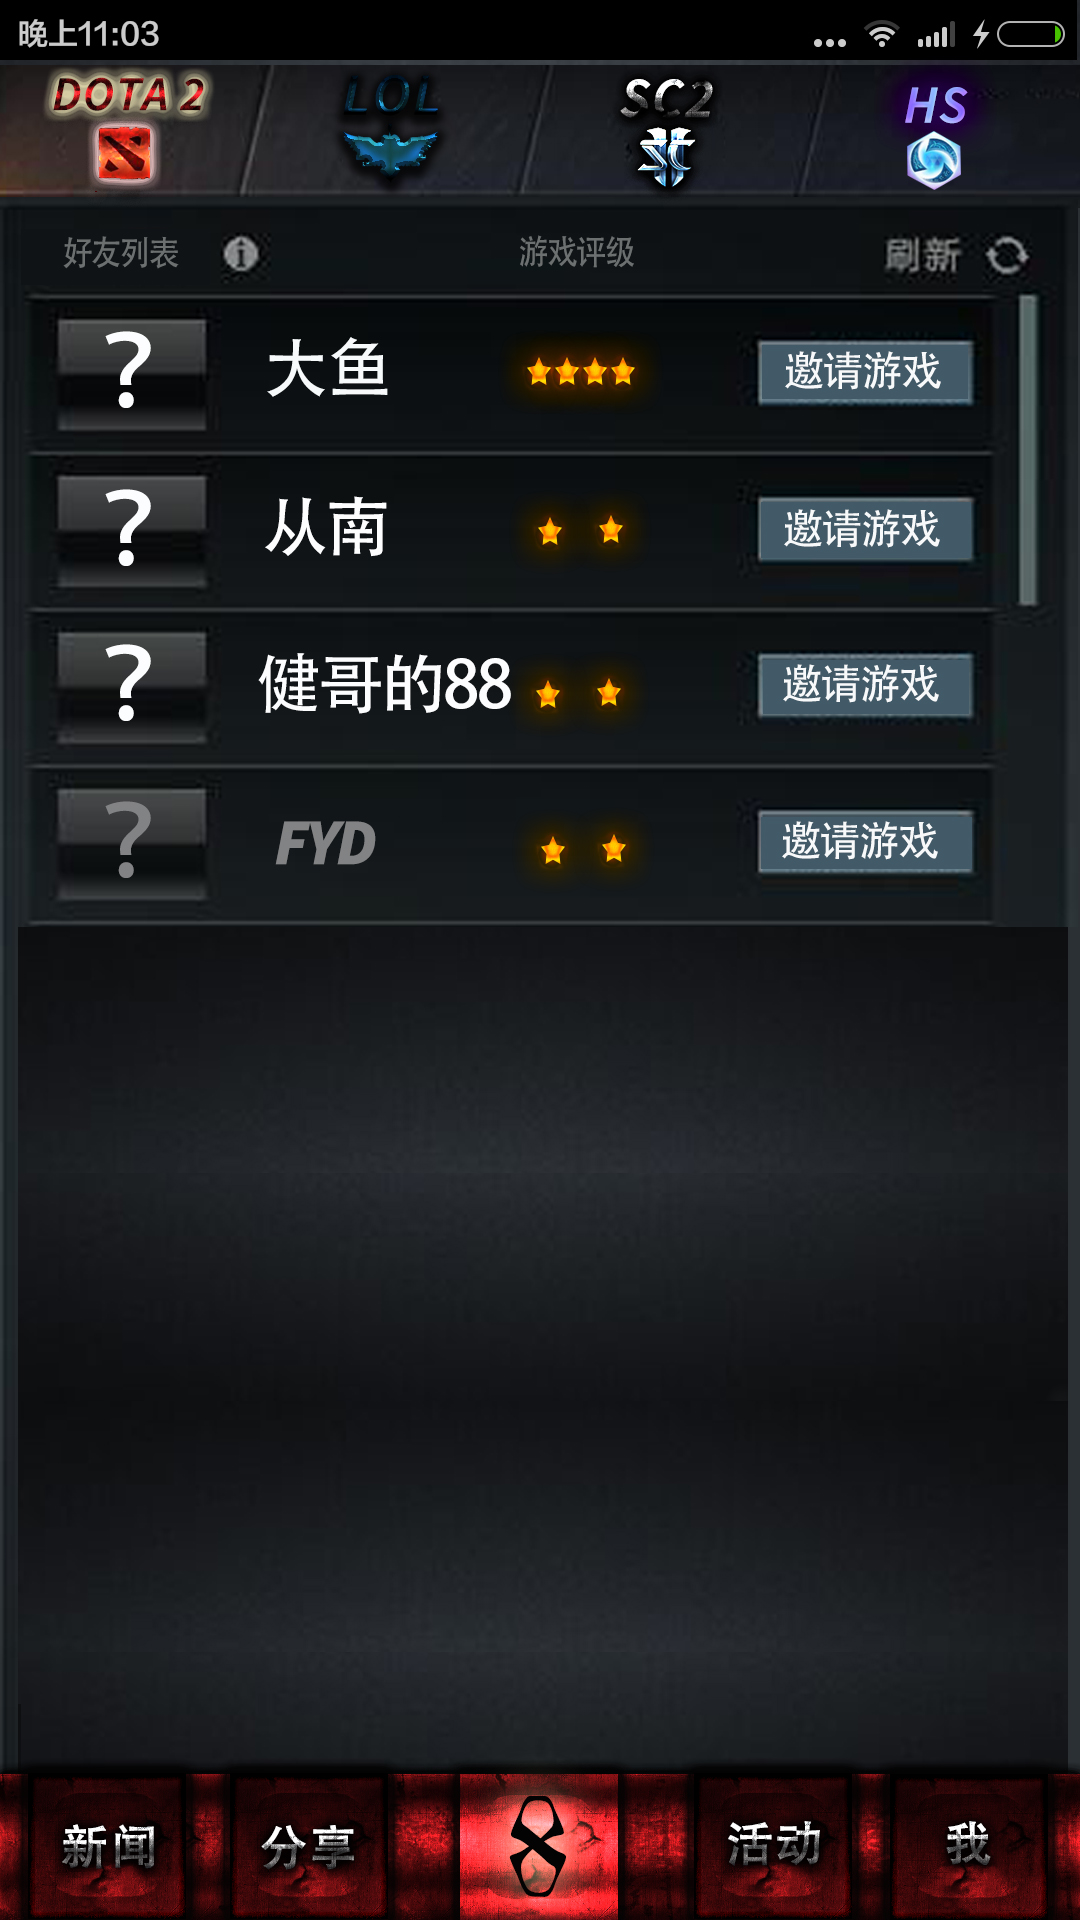 晚上11:03
DOTA 2 LOL SC2 HS
好友列表 游戏评级 刷新
? 大鱼 邀请游戏
? 从南 邀请游戏
? 健哥的88 邀请游戏
? FYD 邀请游戏
新闻 分享 8 活动 我